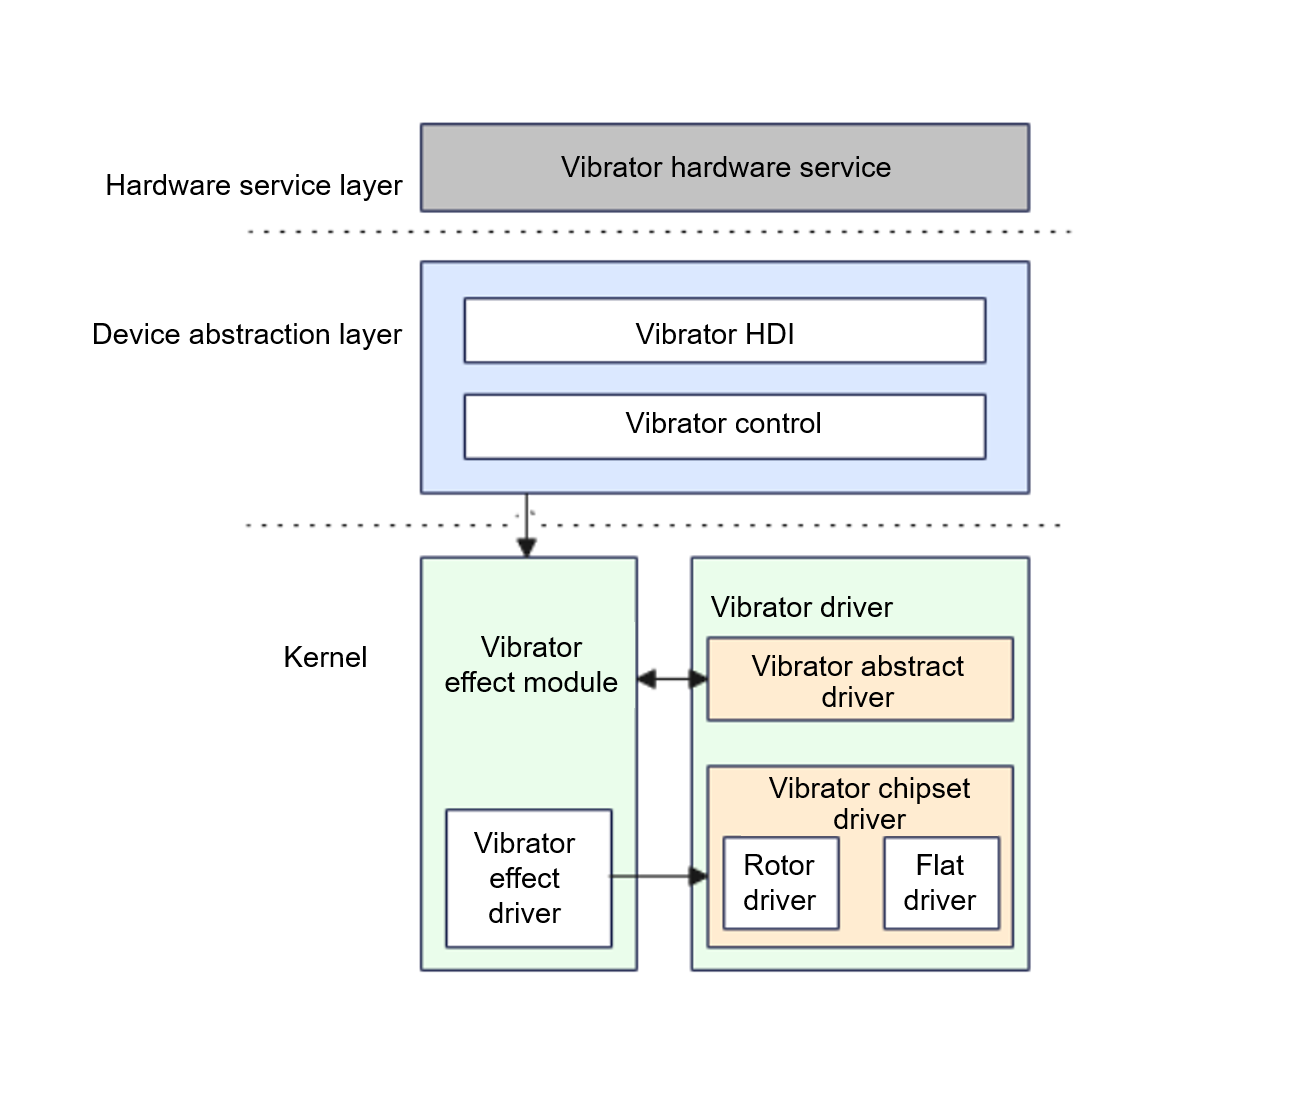 Vibrator hardware service
Hardware service layer
Device abstraction layer
Vibrator HDI
Vibrator control
Kernel
Vibrator
effect module
Vibrator
effect
driver
Vibrator driver
Vibrator abstract
driver
Vibrator chipset
driver
Rotor
driver
Flat
driver